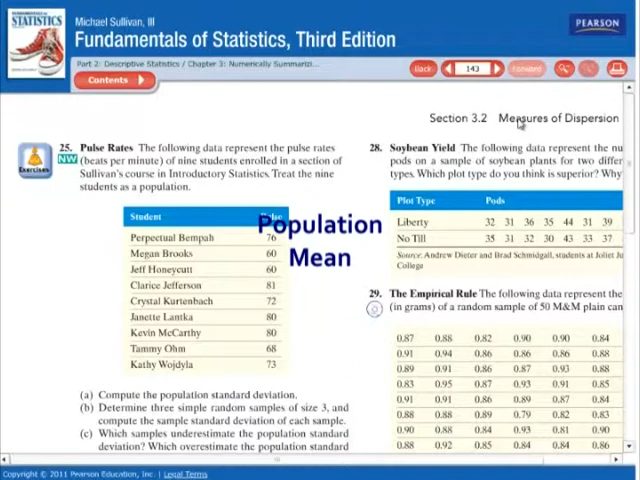 FUNDAMENTALS OF
STATISTICS
Michael Sullivan, III
Fundamentals of Statistics, Third Edition
PEARSON
Part 2: Descriptive Statistics / Chapter 3: Numerically Summarizi...
Contents
Back
143
Forward
Section 3.2 Measures of Dispersion
Exercises
NW
25. Pulse Rates The following data represent the pulse rates
(beats per minute) of nine students enrolled in a section of
Sullivan's course in Introductory Statistics. Treat the nine
students as a population.
Student
Perpectual Bempah 76
Megan Brooks 60
Jeff Honeycutt 60
Clarice Jefferson 81
Crystal Kurtenbach 72
Janette Lantka 80
Kevin McCarthy 80
Tammy Ohm 68
Kathy Wojdyla 73
Population
Mean
(a) Compute the population standard deviation.
(b) Determine three simple random samples of size 3, and
compute the sample standard deviation of each sample.
(c) Which samples underestimate the population standard
deviation? Which overestimate the population standard
28. Soybean Yield The following data represent the nu
pods on a sample of soybean plants for two differ
types. Which plot type do you think is superior? Why
Plot Type Pods
Liberty 32 31 36 35 44 31 39
No Till 35 31 32 30 43 33 37
Source: Andrew Dieter and Brad Schmidgall, students at Joliet Ju
College
29. The Empirical Rule The following data represent the
(in grams) of a random sample of 50 M&M plain can
0.87 0.88 0.82 0.90 0.90 0.84
0.91 0.94 0.86 0.86 0.86 0.88
0.89 0.91 0.86 0.87 0.93 0.88
0.83 0.95 0.87 0.93 0.91 0.85
0.91 0.91 0.86 0.89 0.87 0.84
0.88 0.88 0.89 0.79 0.82 0.83
0.90 0.88 0.84 0.93 0.81 0.90
0.88 0.92 0.85 0.84 0.84 0.86
Copyright © 2011 Pearson Education, Inc. | Legal Terms